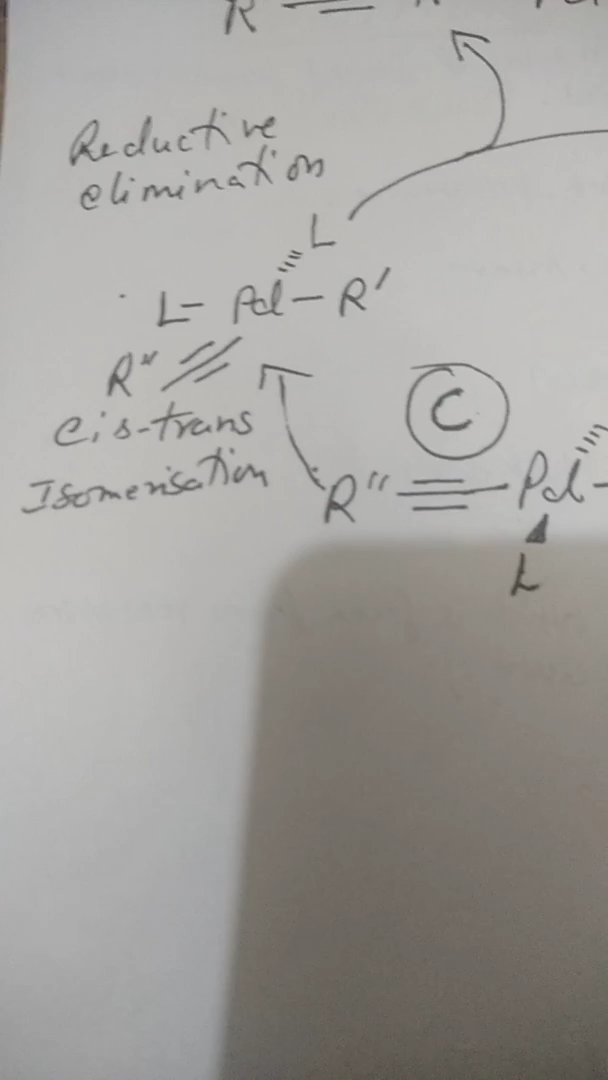 R
Reductive
elimination
L
L- Pd - R'
R"
cis-trans
Isomerisation
C
R" ≡ Pd -
L